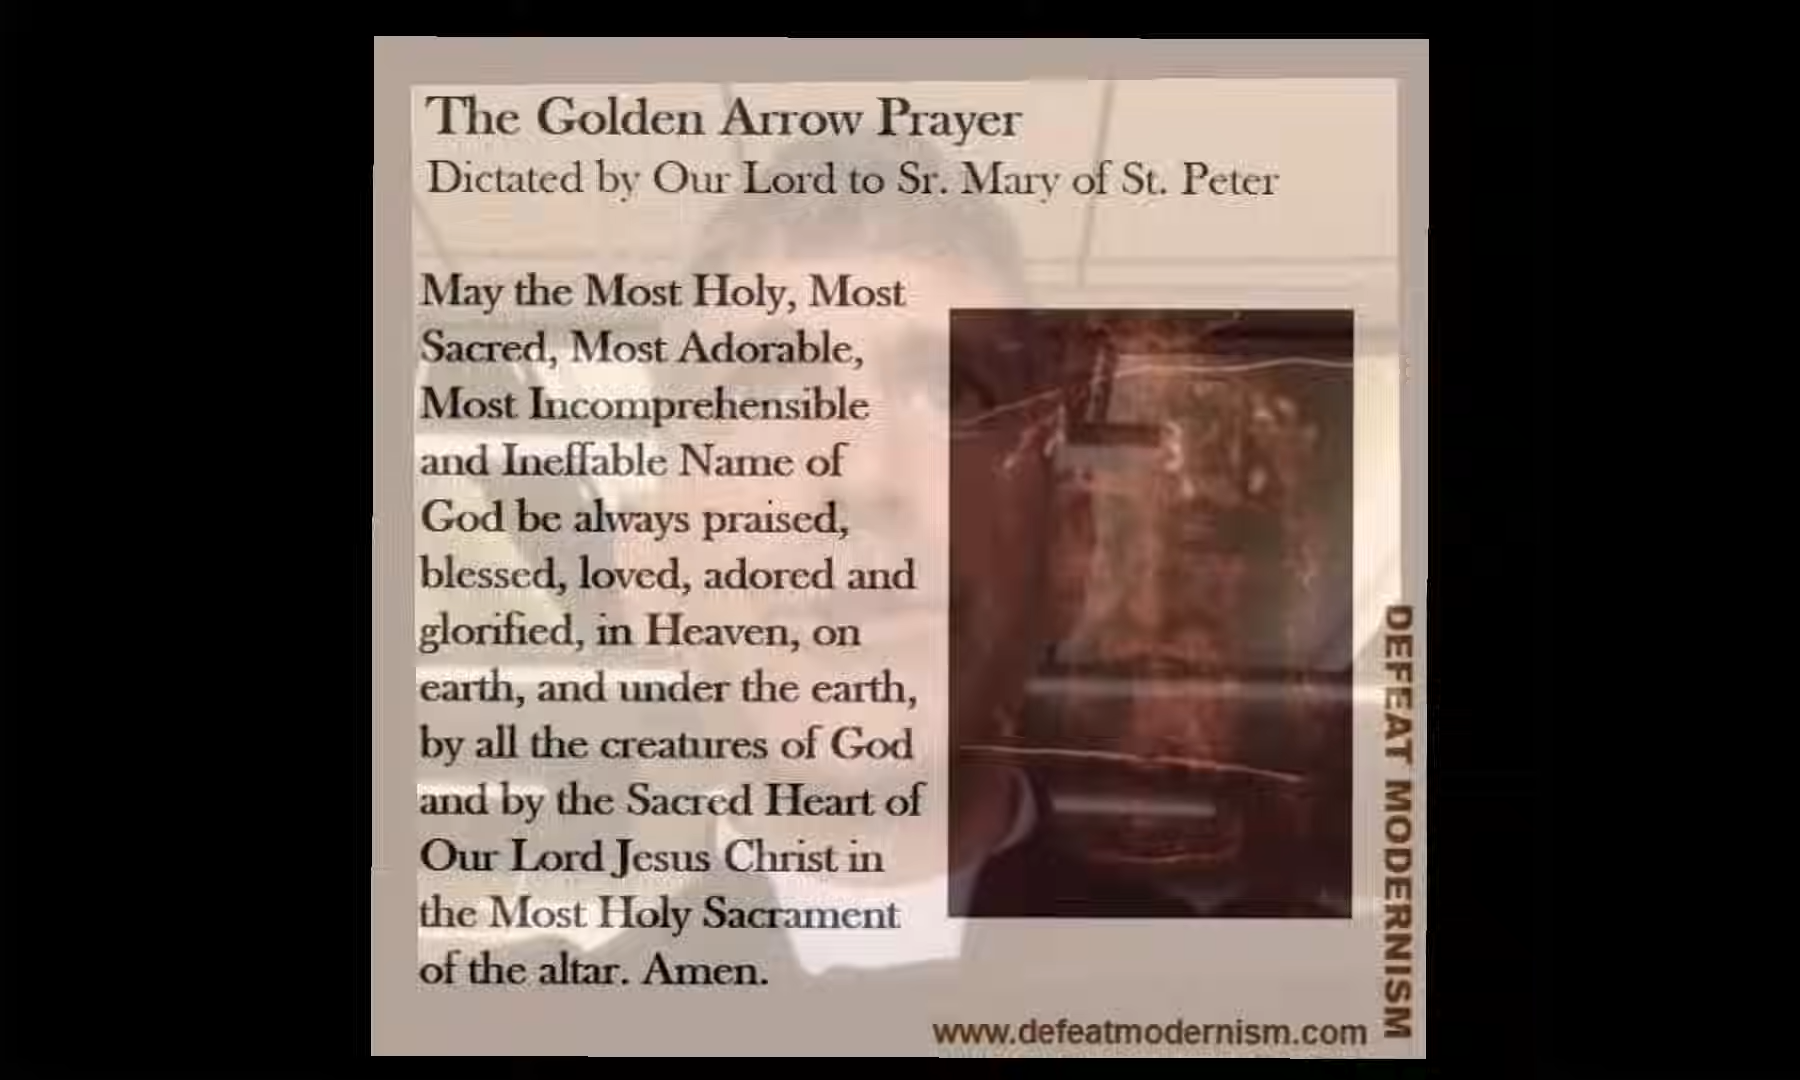 The Golden Arrow Prayer
Dictated by Our Lord to Sr. Mary of St. Peter
May the Most Holy, Most
Sacred, Most Adorable,
Most Incomprehensible
and Ineffable Name of
God be always praised,
blessed, loved, adored and
glorified, in Heaven, on
earth, and under the earth,
by all the creatures of God
and by the Sacred Heart of
Our Lord Jesus Christ in
the Most Holy Sacrament
of the altar. Amen.
DEFEAT MODERNISM
www.defeatmodernism.com